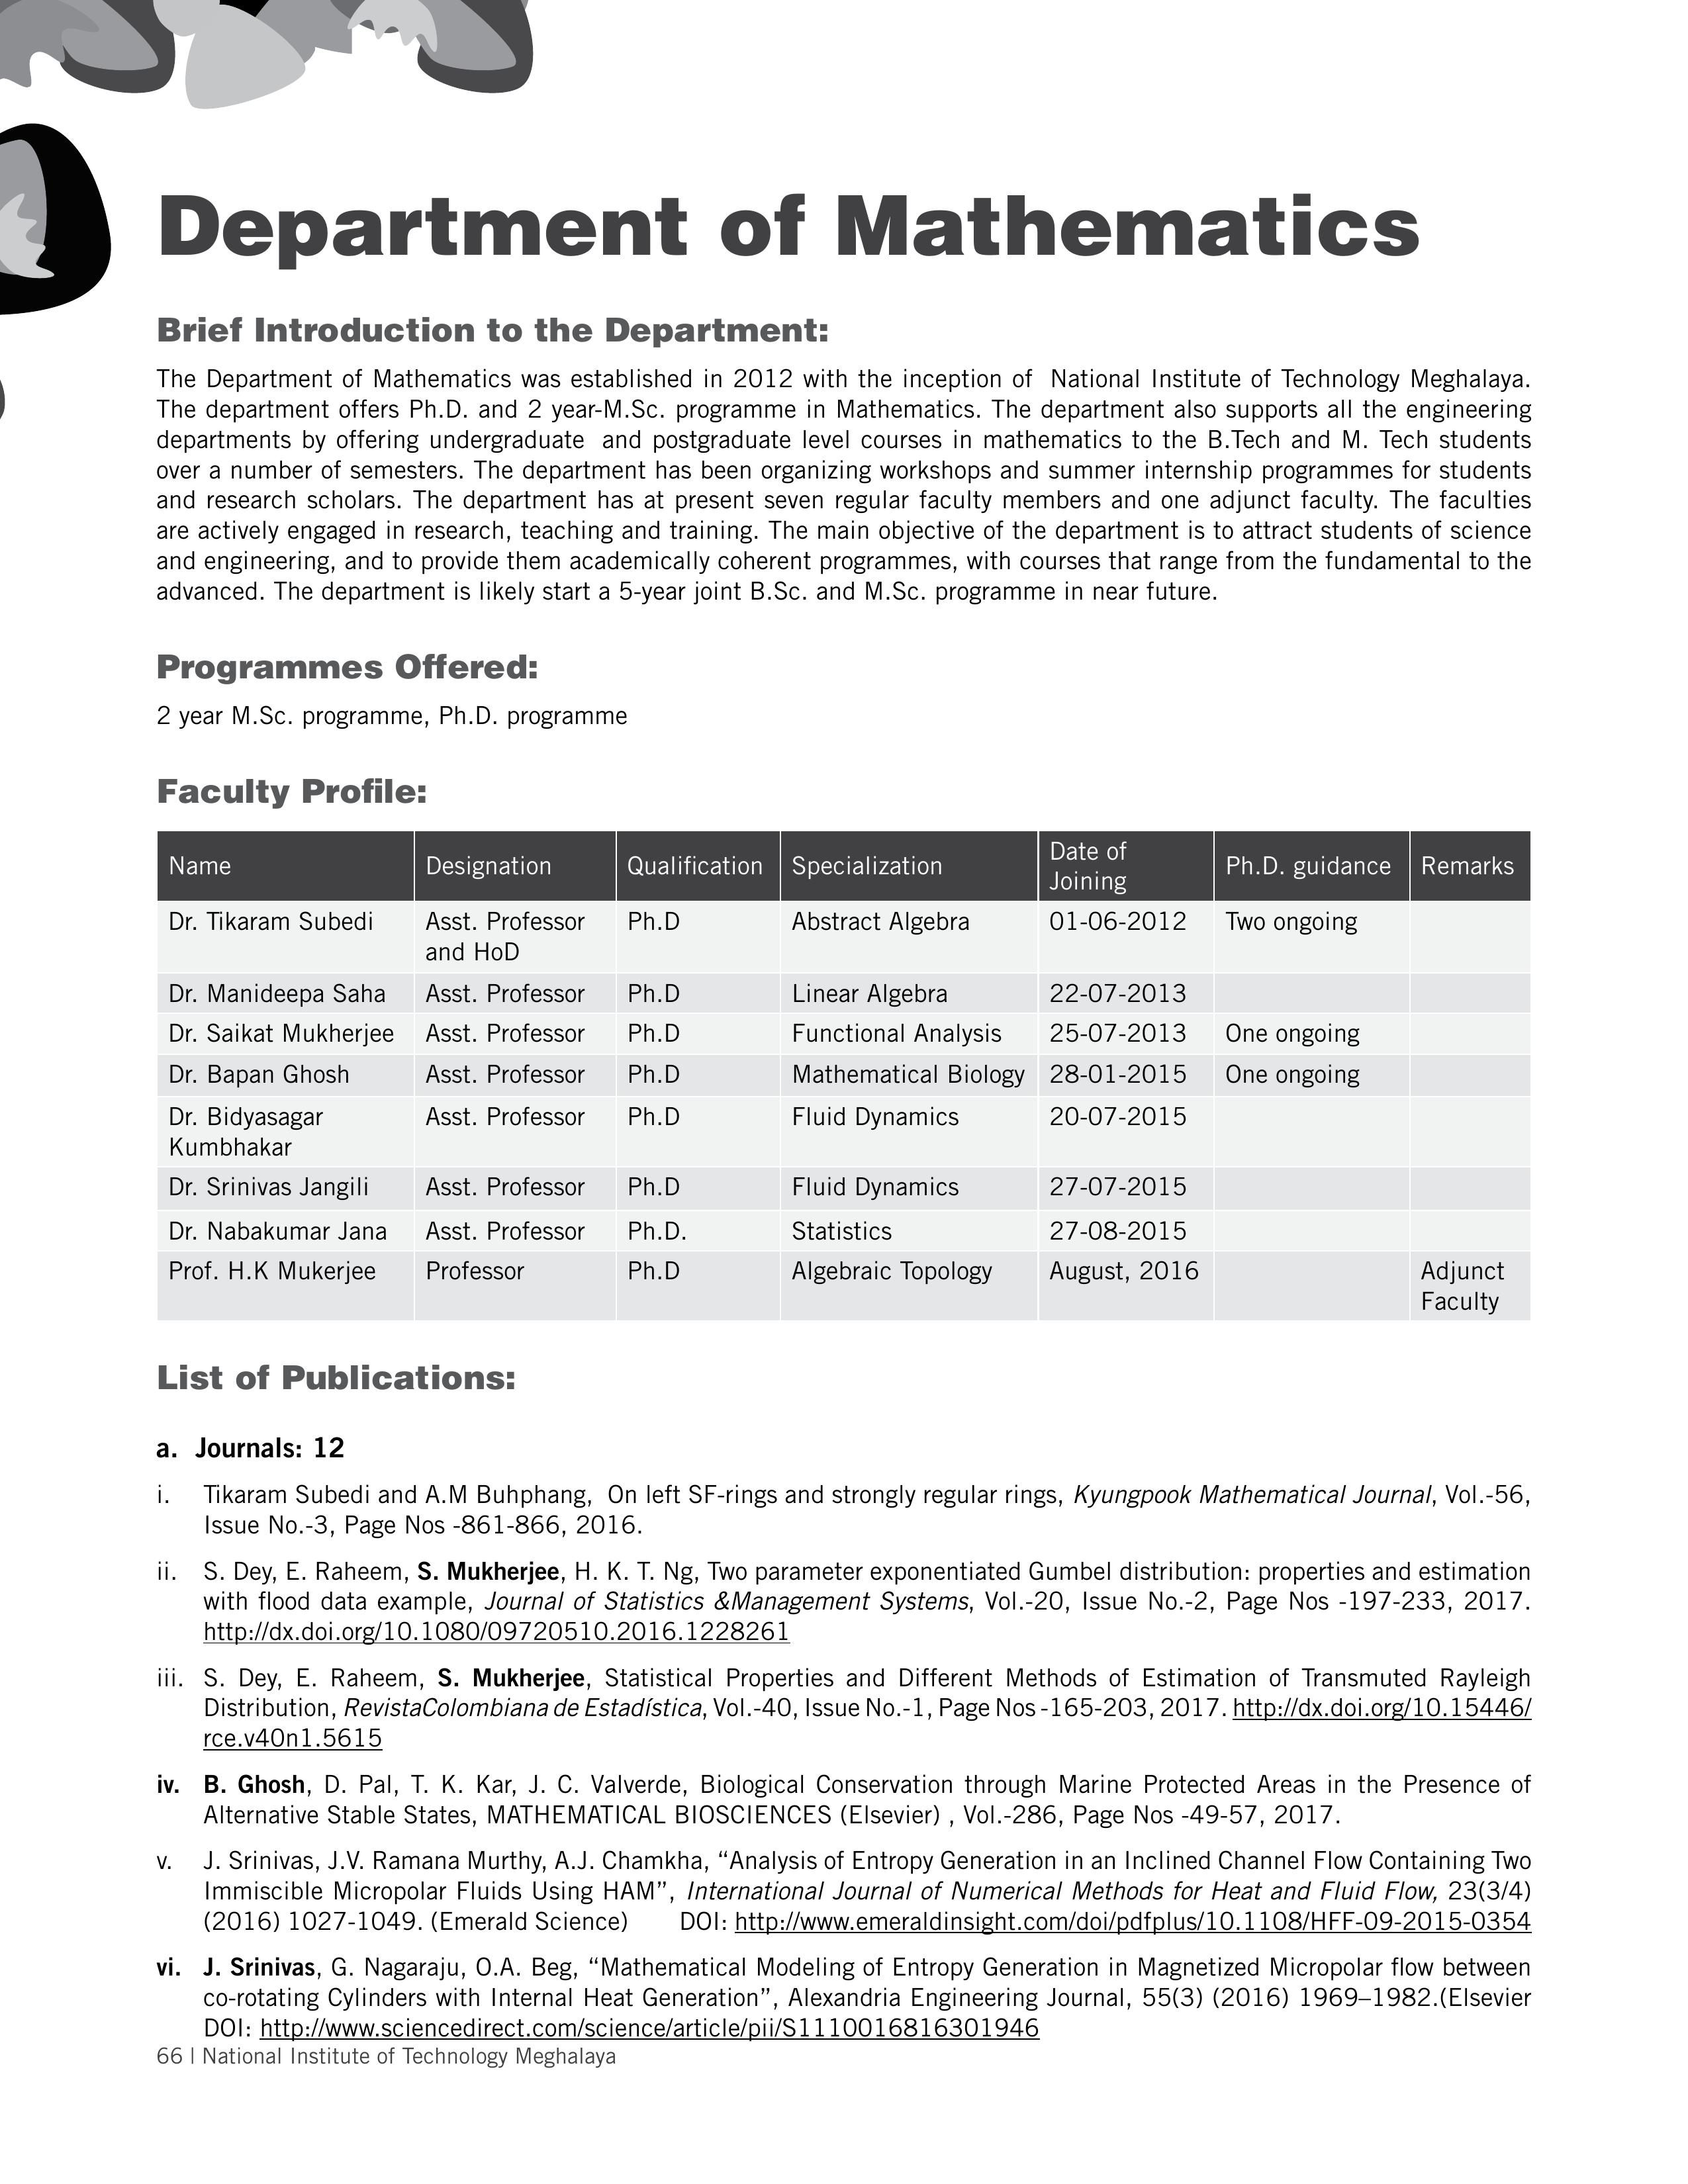 Department of Mathematics
Brief Introduction to the Department:
The Department of Mathematics was established in 2012 with the inception of  National Institute of Technology Meghalaya.
The department offers Ph.D. and 2 year-M.Sc. programme in Mathematics. The department also supports all the engineering
departments by offering undergraduate  and postgraduate level courses in mathematics to the B.Tech and M. Tech students
over a number of semesters. The department has been organizing workshops and summer internship programmes for students
and research scholars. The department has at present seven regular faculty members and one adjunct faculty. The faculties
are actively engaged in research, teaching and training. The main objective of the department is to attract students of science
and engineering, and to provide them academically coherent programmes, with courses that range from the fundamental to the
advanced. The department is likely start a 5-year joint B.Sc. and M.Sc. programme in near future.
Programmes Offered:
2 year M.Sc. programme, Ph.D. programme
Faculty Profile:
Name Designation Qualification Specialization Date of Joining Ph.D. guidance Remarks
Dr. Tikaram Subedi Asst. Professor and HoD Ph.D Abstract Algebra 01-06-2012 Two ongoing
Dr. Manideepa Saha Asst. Professor Ph.D Linear Algebra 22-07-2013
Dr. Saikat Mukherjee Asst. Professor Ph.D Functional Analysis 25-07-2013 One ongoing
Dr. Bapan Ghosh Asst. Professor Ph.D Mathematical Biology 28-01-2015 One ongoing
Dr. Bidyasagar Kumbhakar Asst. Professor Ph.D Fluid Dynamics 20-07-2015
Dr. Srinivas Jangili Asst. Professor Ph.D Fluid Dynamics 27-07-2015
Dr. Nabakumar Jana Asst. Professor Ph.D. Statistics 27-08-2015
Prof. H.K Mukerjee Professor Ph.D Algebraic Topology August, 2016 Adjunct Faculty
List of Publications:
a. Journals: 12
i. Tikaram Subedi and A.M Buhphang,  On left SF-rings and strongly regular rings, Kyungpook Mathematical Journal, Vol.-56,
Issue No.-3, Page Nos -861-866, 2016.
ii. S. Dey, E. Raheem, S. Mukherjee, H. K. T. Ng, Two parameter exponentiated Gumbel distribution: properties and estimation
with flood data example, Journal of Statistics &Management Systems, Vol.-20, Issue No.-2, Page Nos -197-233, 2017.
http://dx.doi.org/10.1080/09720510.2016.1228261
iii. S. Dey, E. Raheem, S. Mukherjee, Statistical Properties and Different Methods of Estimation of Transmuted Rayleigh
Distribution, RevistaColombiana de Estadística, Vol.-40, Issue No.-1, Page Nos -165-203, 2017. http://dx.doi.org/10.15446/
rce.v40n1.5615
iv. B. Ghosh, D. Pal, T. K. Kar, J. C. Valverde, Biological Conservation through Marine Protected Areas in the Presence of
Alternative Stable States, MATHEMATICAL BIOSCIENCES (Elsevier) , Vol.-286, Page Nos -49-57, 2017.
v. J. Srinivas, J.V. Ramana Murthy, A.J. Chamkha, “Analysis of Entropy Generation in an Inclined Channel Flow Containing Two
Immiscible Micropolar Fluids Using HAM”, International Journal of Numerical Methods for Heat and Fluid Flow, 23(3/4)
(2016) 1027-1049. (Emerald Science) DOI: http://www.emeraldinsight.com/doi/pdfplus/10.1108/HFF-09-2015-0354
vi. J. Srinivas, G. Nagaraju, O.A. Beg, “Mathematical Modeling of Entropy Generation in Magnetized Micropolar flow between
co-rotating Cylinders with Internal Heat Generation”, Alexandria Engineering Journal, 55(3) (2016) 1969–1982.(Elsevier
DOI: http://www.sciencedirect.com/science/article/pii/S1110016816301946
66 | National Institute of Technology Meghalaya